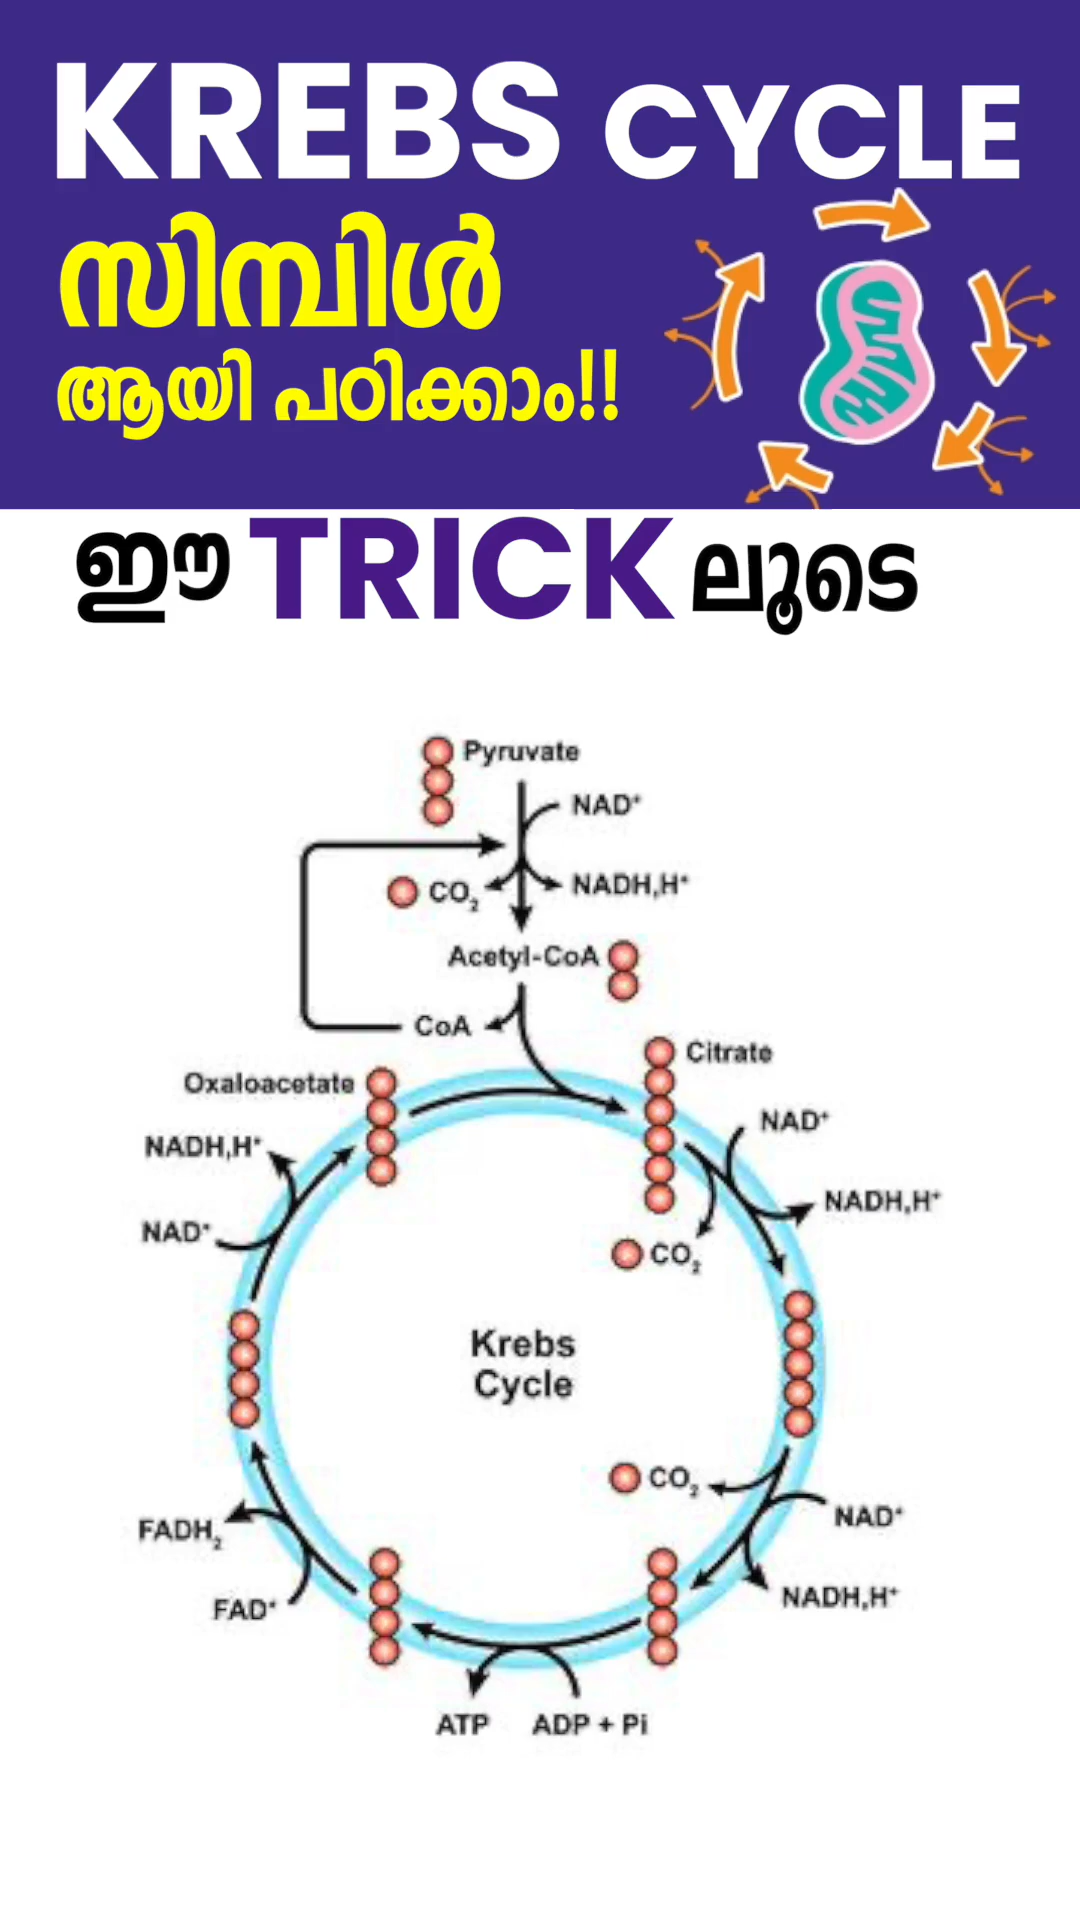 KREBS CYCLE
സിമ്പിൾ
ആയി പഠിക്കാം!!
ഈ TRICK ലൂടെ
Pyruvate
NAD⁺
CO₂
NADH,H⁺
Acetyl-CoA
CoA
Citrate
Oxaloacetate
NAD⁺
NADH,H⁺
NADH,H⁺
NAD⁺
CO₂
Krebs
Cycle
CO₂
NAD⁺
FADH₂
NADH,H⁺
FAD⁺
ATP
ADP + Pi